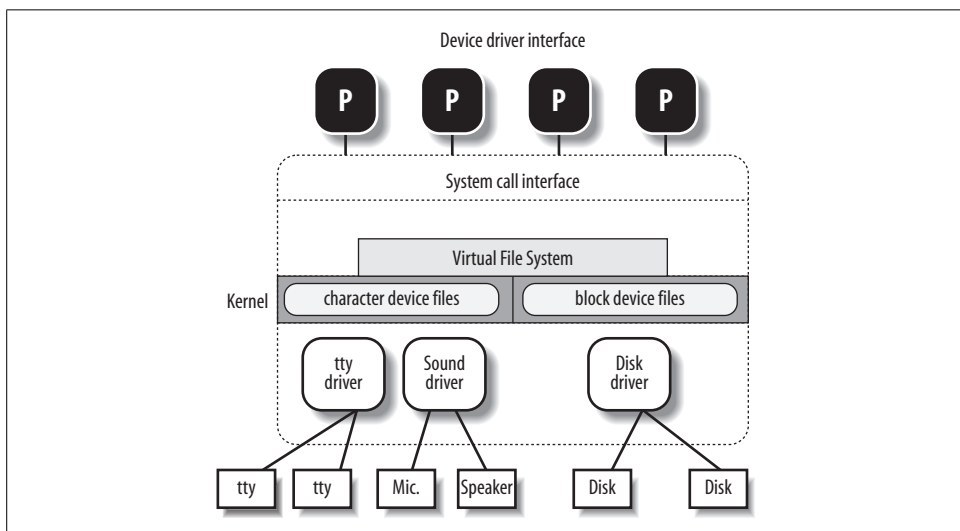 Device driver interface
P P P P
System call interface
Virtual File System
Kernel character device files block device files
tty driver
Sound driver
Disk driver
tty tty Mic. Speaker Disk Disk